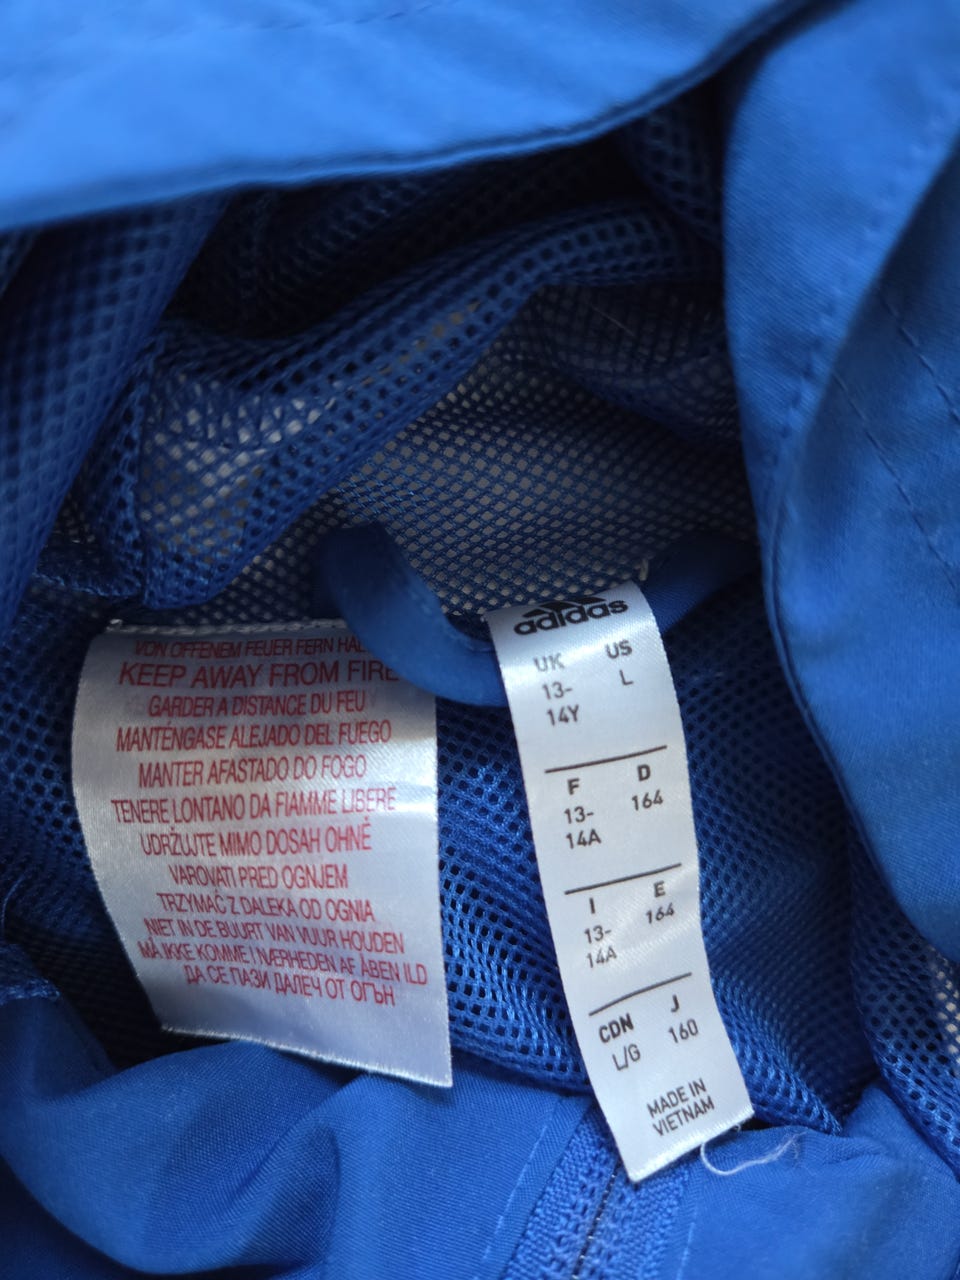 VON OFFENEM FEUER FERN HAL
KEEP AWAY FROM FIRE
GARDER A DISTANCE DU FEU
MANTÉNGASE ALEJADO DEL FUEGO
MANTER AFASTADO DO FOGO
TENERE LONTANO DA FIAMME LIBERE
UDRŽUJTE MIMO DOSAH OHNĚ
VAROVATI PRED OGNJEM
TRZYMAĆ Z DALEKA OD OGNIA
NIET IN DE BUURT VAN VUUR HOUDEN
MÅ IKKE KOMME I NÆRHEDEN AF ÅBEN ILD
ДА СЕ ПАЗИ ДАЛЕЧ ОТ ОГЪН
adidas
UK US
13- L
14Y
F D
13- 164
14A
I E
13- 164
14A
CDN J
L/G 160
MADE IN
VIETNAM